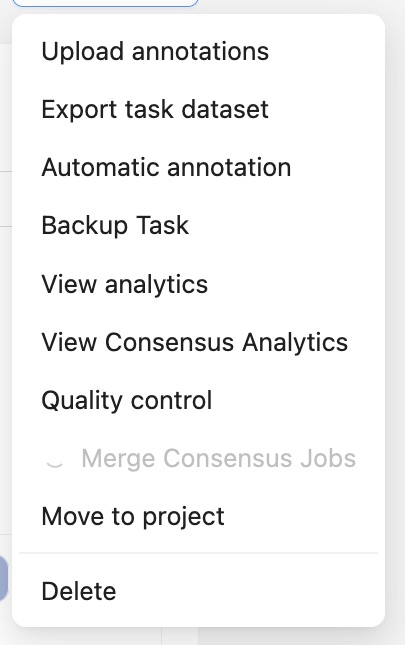 Upload annotations
Export task dataset
Automatic annotation
Backup Task
View analytics
View Consensus Analytics
Quality control
Merge Consensus Jobs
Move to project
Delete